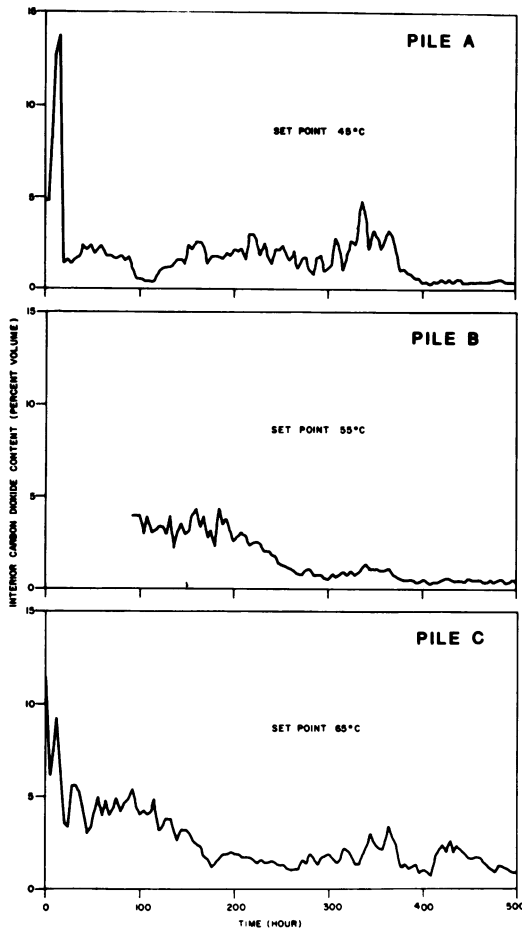 15
PILE A
10
SET POINT 45°C
5
0
15
PILE B
10
SET POINT 55°C
5
0
15
PILE C
10
SET POINT 65°C
5
0
0 100 200 300 400 500
INTERIOR CARBON DIOXIDE CONTENT (PERCENT VOLUME)
TIME (HOUR)